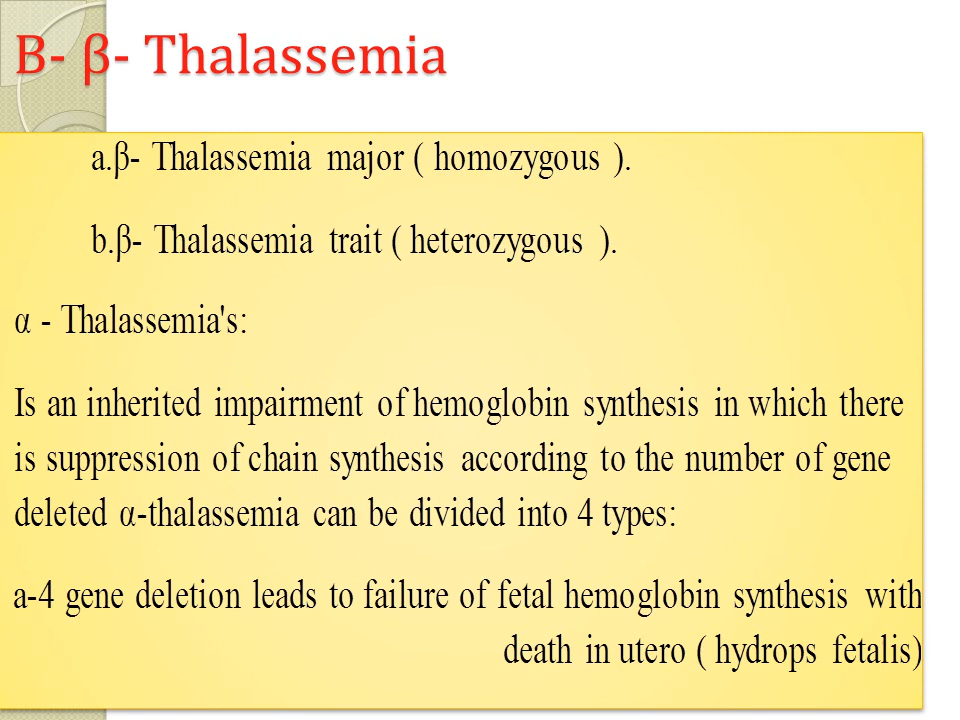 B- β- Thalassemia
a.β- Thalassemia major ( homozygous ).
b.β- Thalassemia trait ( heterozygous ).
α - Thalassemia's:
Is an inherited impairment of hemoglobin synthesis in which there
is suppression of chain synthesis according to the number of gene
deleted α-thalassemia can be divided into 4 types:
a-4 gene deletion leads to failure of fetal hemoglobin synthesis with
death in utero ( hydrops fetalis)